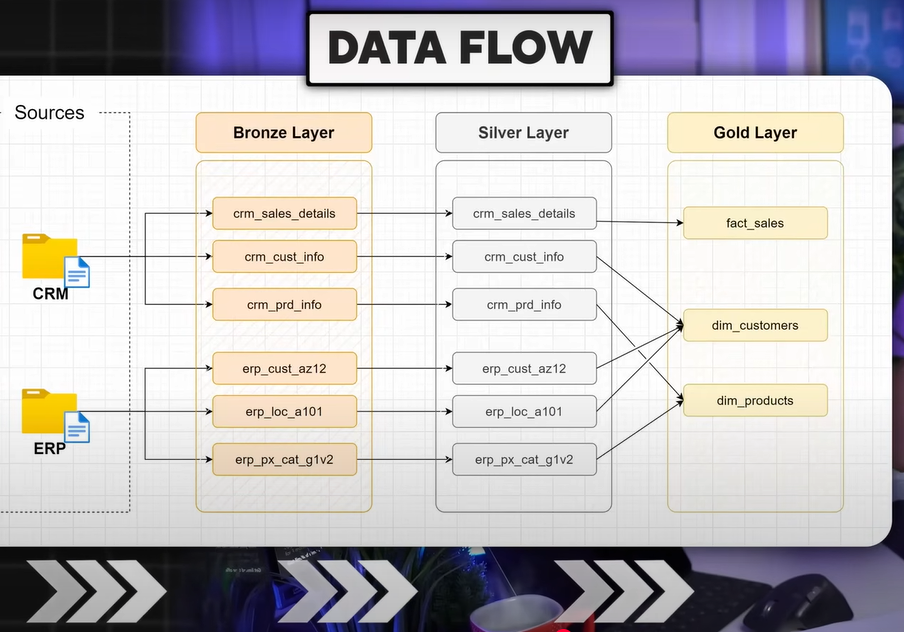 DATA FLOW
Sources
Bronze Layer
Silver Layer
Gold Layer
crm_sales_details
crm_sales_details
fact_sales
CRM
crm_cust_info
crm_cust_info
crm_prd_info
crm_prd_info
dim_customers
ERP
erp_cust_az12
erp_cust_az12
dim_products
erp_loc_a101
erp_loc_a101
erp_px_cat_g1v2
erp_px_cat_g1v2